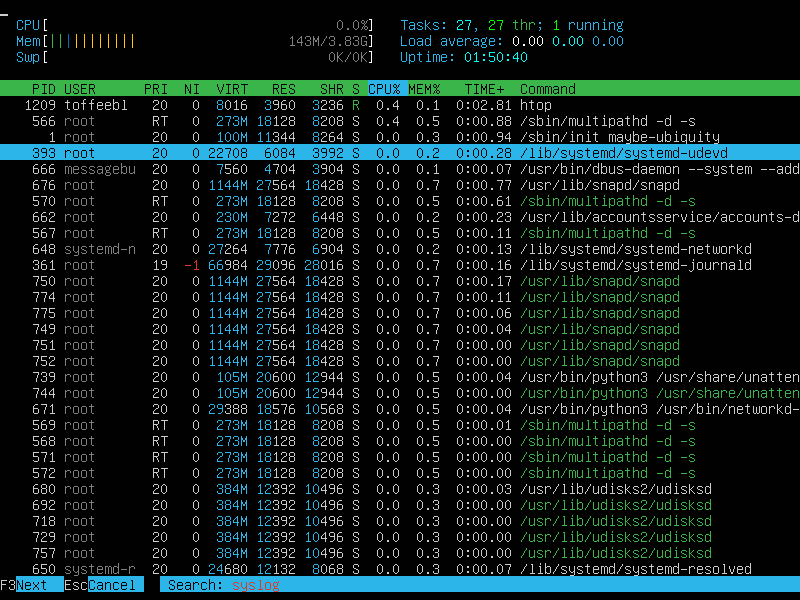 CPU[ 0.0%] Tasks: 27, 27 thr; 1 running
Mem[||||||||||| 143M/3.83G] Load average: 0.00 0.00 0.00
Swp[ 0K/0K] Uptime: 01:50:40
PID USER PRI NI VIRT RES SHR S CPU% MEM% TIME+ Command
1209 toffeebl 20 0 8016 3960 3236 R 0.4 0.1 0:02.81 htop
566 root RT 0 273M 18128 8208 S 0.4 0.5 0:00.88 /sbin/multipathd -d -s
1 root 20 0 100M 11344 8264 S 0.0 0.3 0:00.94 /sbin/init maybe-ubiquity
393 root 20 0 22708 6084 3992 S 0.0 0.2 0:00.28 /lib/systemd/systemd-udevd
666 messagebu 20 0 7560 4704 3904 S 0.0 0.1 0:00.07 /usr/bin/dbus-daemon --system --add
676 root 20 0 1144M 27564 18428 S 0.0 0.7 0:00.77 /usr/lib/snapd/snapd
570 root RT 0 273M 18128 8208 S 0.0 0.5 0:00.61 /sbin/multipathd -d -s
662 root 20 0 230M 7272 6448 S 0.0 0.2 0:00.23 /usr/lib/accountsservice/accounts-d
567 root RT 0 273M 18128 8208 S 0.0 0.5 0:00.16 /sbin/multipathd -d -s
648 systemd-n 20 0 27264 7776 6904 S 0.0 0.2 0:00.13 /lib/systemd/systemd-networkd
361 root 19 -1 66984 29096 28016 S 0.0 0.7 0:00.16 /lib/systemd/systemd-journald
750 root 20 0 1144M 27564 18428 S 0.0 0.7 0:00.17 /usr/lib/snapd/snapd
774 root 20 0 1144M 27564 18428 S 0.0 0.7 0:00.11 /usr/lib/snapd/snapd
775 root 20 0 1144M 27564 18428 S 0.0 0.7 0:00.06 /usr/lib/snapd/snapd
749 root 20 0 1144M 27564 18428 S 0.0 0.7 0:00.04 /usr/lib/snapd/snapd
751 root 20 0 1144M 27564 18428 S 0.0 0.7 0:00.00 /usr/lib/snapd/snapd
752 root 20 0 1144M 27564 18428 S 0.0 0.7 0:00.00 /usr/lib/snapd/snapd
739 root 20 0 105M 20600 12944 S 0.0 0.5 0:00.04 /usr/bin/python3 /usr/share/unatten
744 root 20 0 105M 20600 12944 S 0.0 0.5 0:00.00 /usr/bin/python3 /usr/share/unatten
671 root 20 0 29388 18576 10568 S 0.0 0.5 0:00.04 /usr/bin/python3 /usr/bin/networkd-
569 root RT 0 273M 18128 8208 S 0.0 0.5 0:00.01 /sbin/multipathd -d -s
568 root RT 0 273M 18128 8208 S 0.0 0.5 0:00.00 /sbin/multipathd -d -s
571 root RT 0 273M 18128 8208 S 0.0 0.5 0:00.00 /sbin/multipathd -d -s
572 root RT 0 273M 18128 8208 S 0.0 0.5 0:00.00 /sbin/multipathd -d -s
680 root 20 0 384M 12392 10496 S 0.0 0.3 0:00.03 /usr/lib/udisks2/udisksd
692 root 20 0 384M 12392 10496 S 0.0 0.3 0:00.00 /usr/lib/udisks2/udisksd
718 root 20 0 384M 12392 10496 S 0.0 0.3 0:00.00 /usr/lib/udisks2/udisksd
729 root 20 0 384M 12392 10496 S 0.0 0.3 0:00.00 /usr/lib/udisks2/udisksd
757 root 20 0 384M 12392 10496 S 0.0 0.3 0:00.00 /usr/lib/udisks2/udisksd
650 systemd-r 20 0 24680 12132 8068 S 0.0 0.3 0:00.10 /lib/systemd/systemd-resolved
F3Next EscCancel Search: syslog